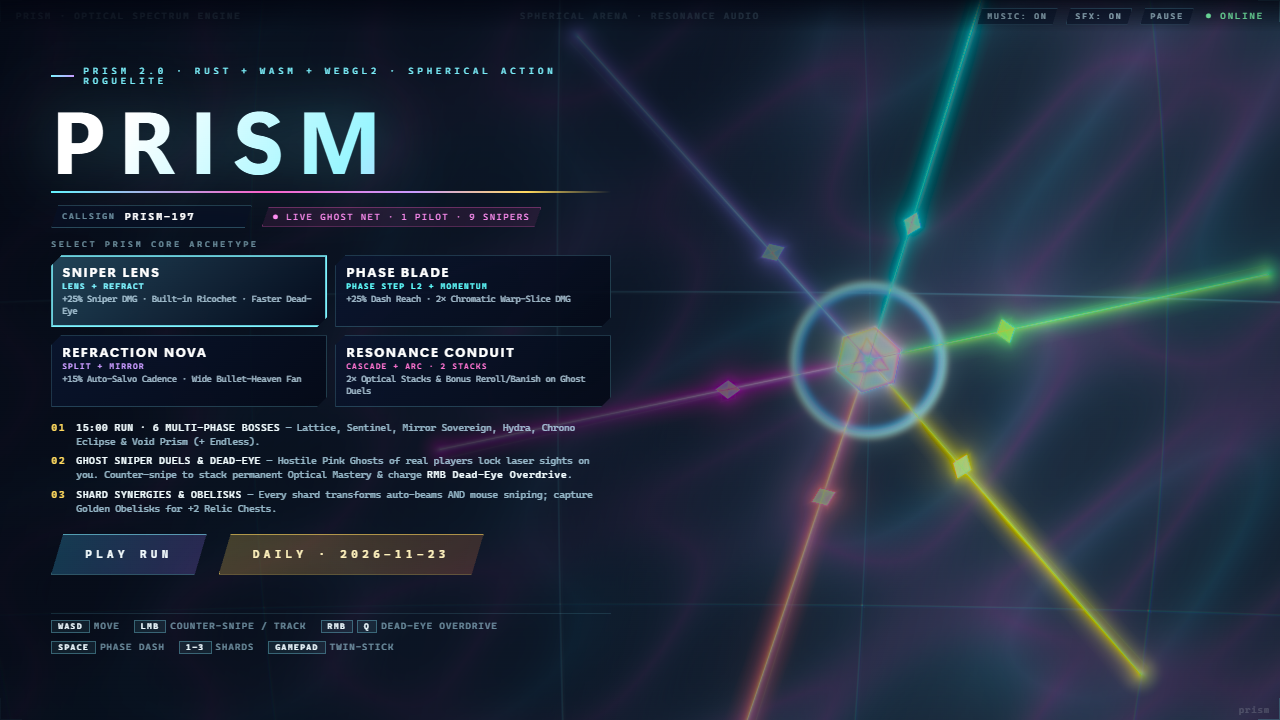 PRISM · OPTICAL SPECTRUM ENGINE
SPHERICAL ARENA · RESONANCE AUDIO
MUSIC: ON
SFX: ON
PAUSE
● ONLINE
PRISM 2.0 · RUST + WASM + WEBGL2 · SPHERICAL ACTION
ROGUELITE
PRISM
CALLSIGN PRISM-197
● LIVE GHOST NET · 1 PILOT · 9 SNIPERS
SELECT PRISM CORE ARCHETYPE
SNIPER LENS
LENS + REFRACT
+25% Sniper DMG · Built-in Ricochet · Faster Dead-
Eye
PHASE BLADE
PHASE STEP L2 + MOMENTUM
+25% Dash Reach · 2× Chromatic Warp-Slice DMG
REFRACTION NOVA
SPLIT + MIRROR
+15% Auto-Salvo Cadence · Wide Bullet-Heaven Fan
RESONANCE CONDUIT
CASCADE + ARC · 2 STACKS
2× Optical Stacks & Bonus Reroll/Banish on Ghost
Duels
01 15:00 RUN · 6 MULTI-PHASE BOSSES — Lattice, Sentinel, Mirror Sovereign, Hydra, Chrono
Eclipse & Void Prism (+ Endless).
02 GHOST SNIPER DUELS & DEAD-EYE — Hostile Pink Ghosts of real players lock laser sights on
you. Counter-snipe to stack permanent Optical Mastery & charge RMB Dead-Eye Overdrive.
03 SHARD SYNERGIES & OBELISKS — Every shard transforms auto-beams AND mouse sniping; capture
Golden Obelisks for +2 Relic Chests.
PLAY RUN
DAILY · 2026-11-23
WASD MOVE LMB COUNTER-SNIPE / TRACK RMB Q DEAD-EYE OVERDRIVE
SPACE PHASE DASH 1-3 SHARDS GAMEPAD TWIN-STICK
prism